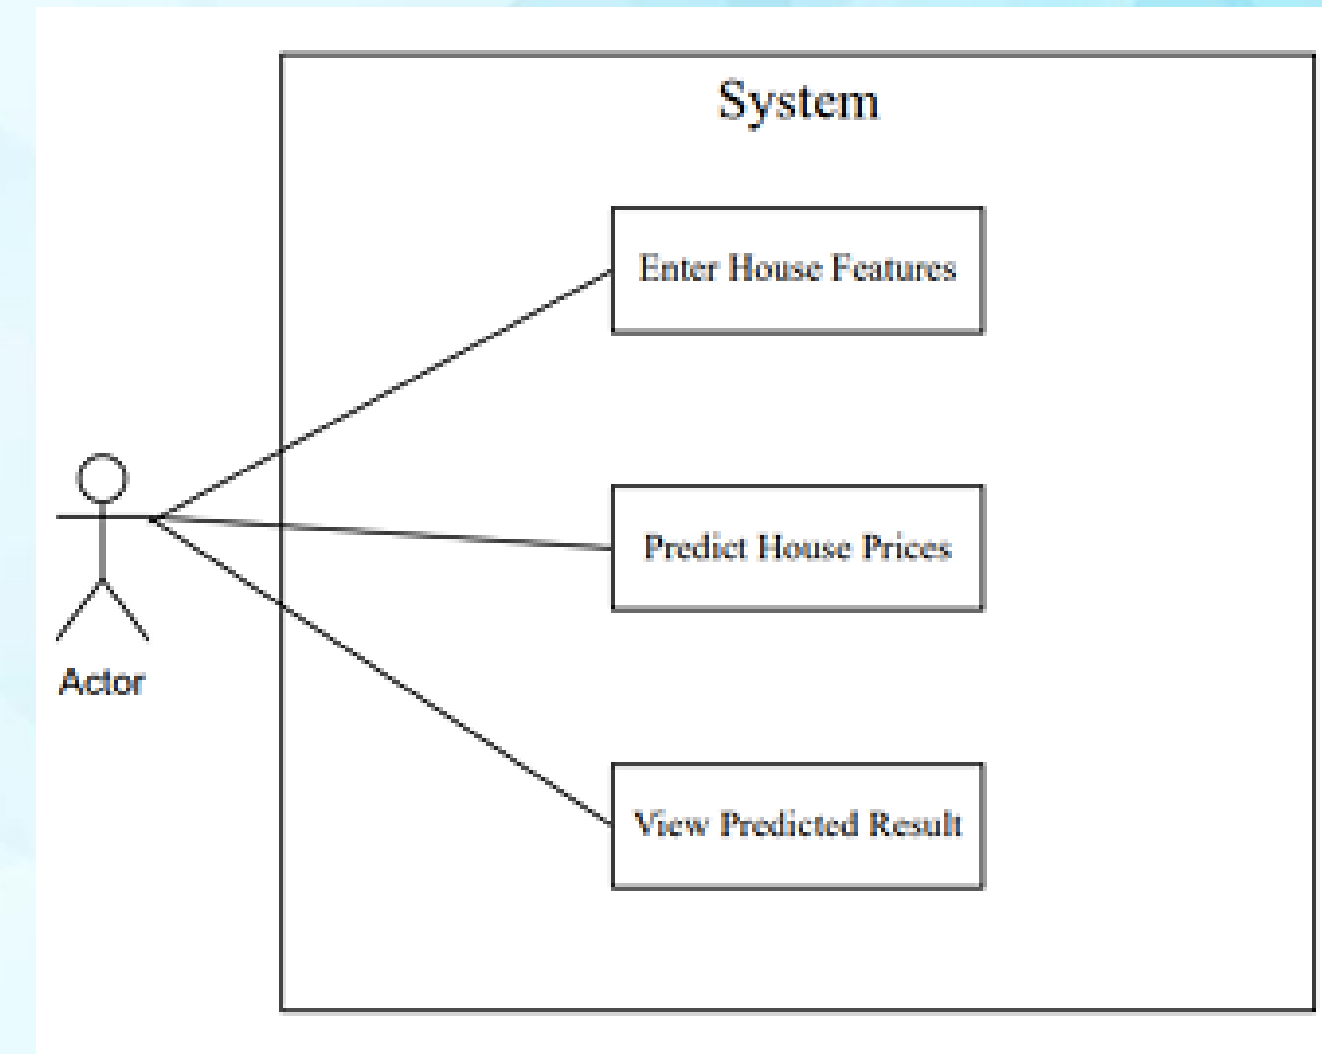 System
Enter House Features
Predict House Prices
Actor
View Predicted Result